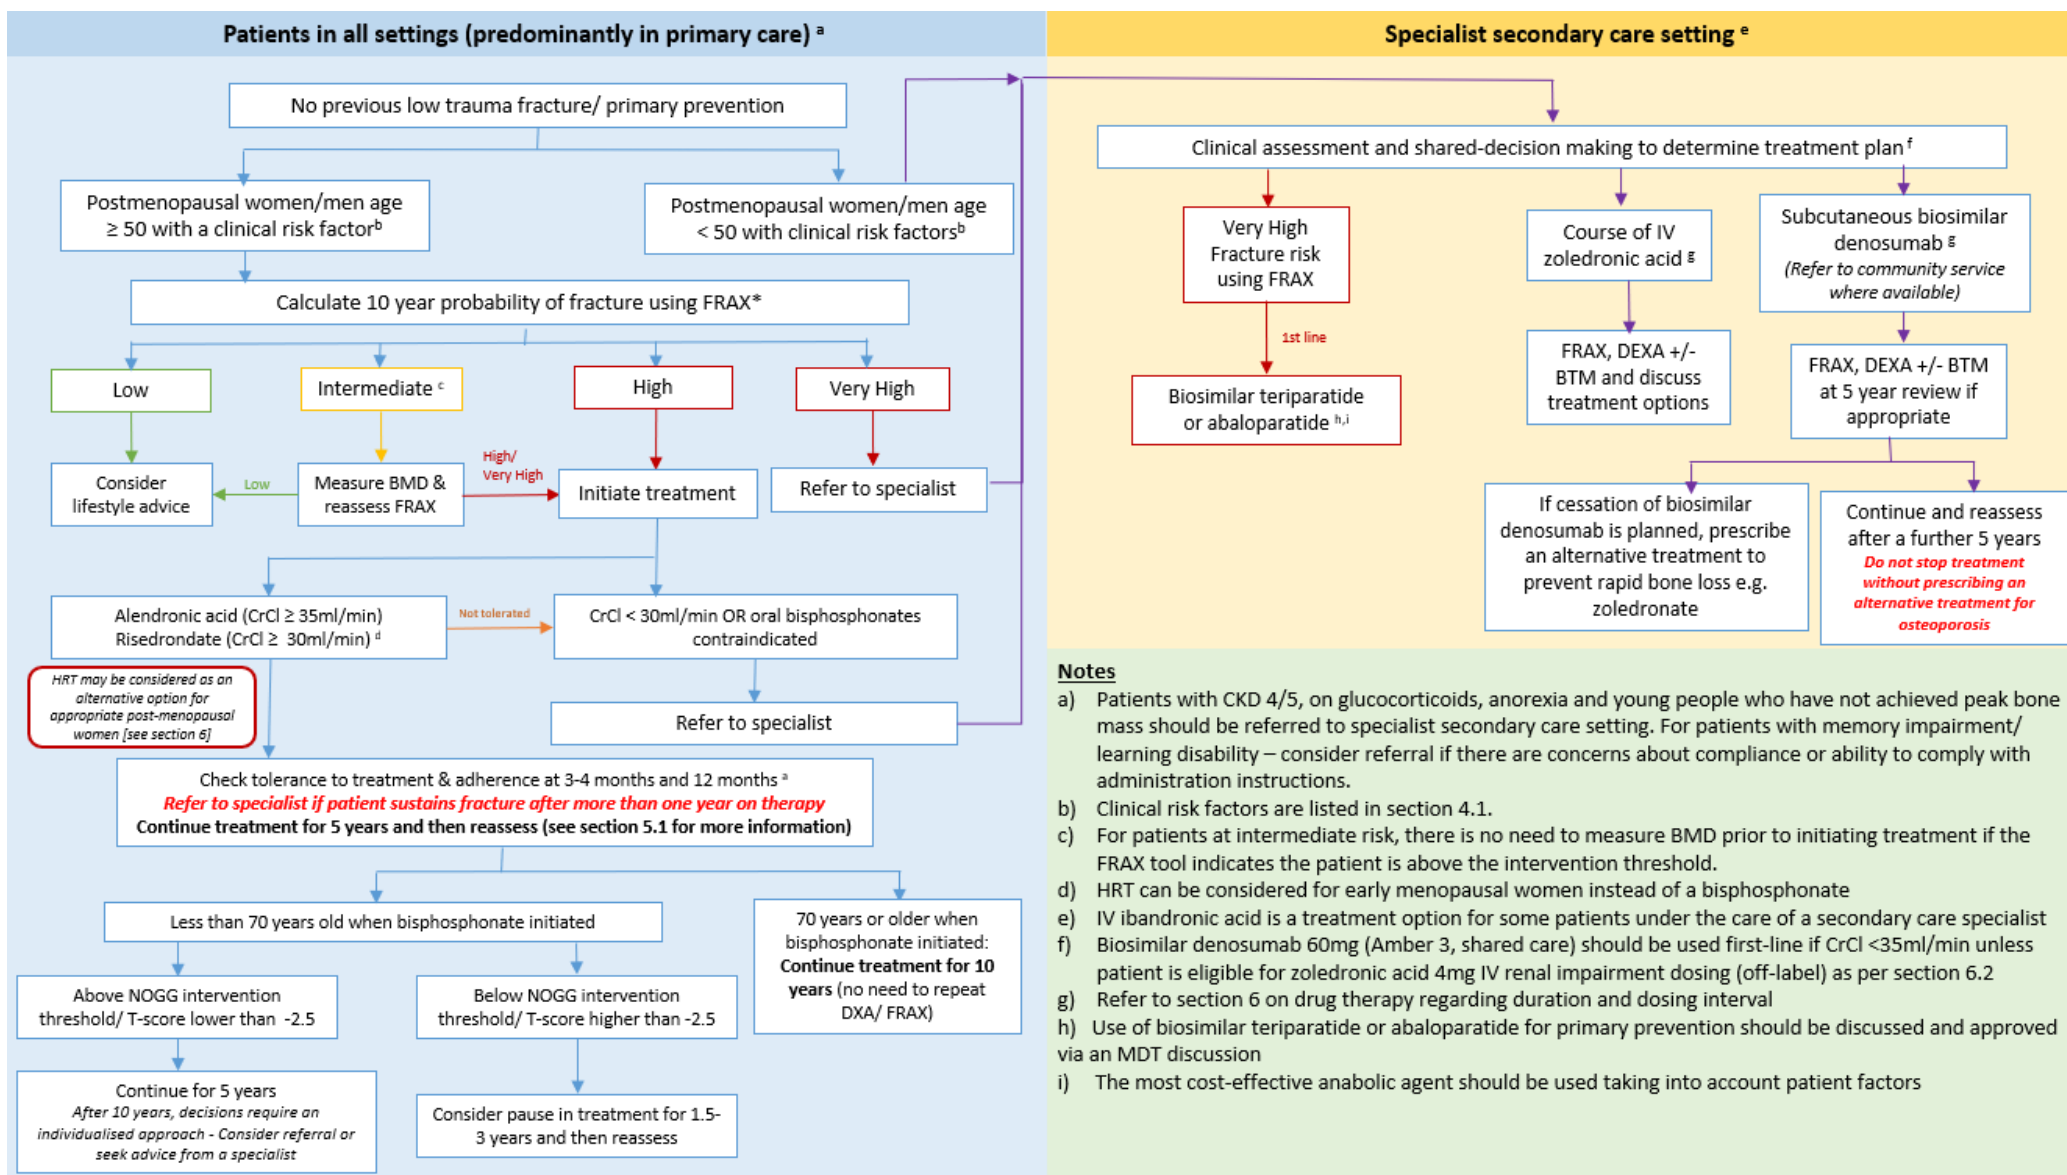 Patients in all settings (predominantly in primary care) a
No previous low trauma fracture/ primary prevention
Postmenopausal women/men age
≥ 50 with a clinical risk factor b
Postmenopausal women/men age
< 50 with clinical risk factors b
Calculate 10 year probability of fracture using FRAX*
Low
Intermediate c
High
Very High
Consider
lifestyle advice
Low
Measure BMD &
reassess FRAX
High/
Very High
Initiate treatment
Refer to specialist
Alendronic acid (CrCl ≥ 35ml/min)
Risedrondate (CrCl ≥ 30ml/min) d
Not tolerated
CrCl < 30ml/min OR oral bisphosphonates
contraindicated
HRT may be considered as an
alternative option for
appropriate post-menopausal
women [see section 6]
Refer to specialist
Check tolerance to treatment & adherence at 3-4 months and 12 months a
Refer to specialist if patient sustains fracture after more than one year on therapy
Continue treatment for 5 years and then reassess (see section 5.1 for more information)
Less than 70 years old when bisphosphonate initiated
70 years or older when
bisphosphonate initiated:
Continue treatment for 10
years (no need to repeat
DXA/ FRAX)
Above NOGG intervention
threshold/ T-score lower than -2.5
Below NOGG intervention
threshold/ T-score higher than -2.5
Continue for 5 years
After 10 years, decisions require an
individualised approach - Consider referral or
seek advice from a specialist
Consider pause in treatment for 1.5-
3 years and then reassess
Specialist secondary care setting e
Clinical assessment and shared-decision making to determine treatment plan f
Very High
Fracture risk
using FRAX
1st line
Biosimilar teriparatide
or abaloparatide h,i
Course of IV
zoledronic acid g
FRAX, DEXA +/-
BTM and discuss
treatment options
Subcutaneous biosimilar
denosumab g
(Refer to community service
where available)
FRAX, DEXA +/- BTM
at 5 year review if
appropriate
If cessation of biosimilar
denosumab is planned, prescribe
an alternative treatment to
prevent rapid bone loss e.g.
zoledronate
Continue and reassess
after a further 5 years
Do not stop treatment
without prescribing an
alternative treatment for
osteoporosis
Notes
a) Patients with CKD 4/5, on glucocorticoids, anorexia and young people who have not achieved peak bone
mass should be referred to specialist secondary care setting. For patients with memory impairment/
learning disability – consider referral if there are concerns about compliance or ability to comply with
administration instructions.
b) Clinical risk factors are listed in section 4.1.
c) For patients at intermediate risk, there is no need to measure BMD prior to initiating treatment if the
FRAX tool indicates the patient is above the intervention threshold.
d) HRT can be considered for early menopausal women instead of a bisphosphonate
e) IV ibandronic acid is a treatment option for some patients under the care of a secondary care specialist
f) Biosimilar denosumab 60mg (Amber 3, shared care) should be used first-line if CrCl <35ml/min unless
patient is eligible for zoledronic acid 4mg IV renal impairment dosing (off-label) as per section 6.2
g) Refer to section 6 on drug therapy regarding duration and dosing interval
h) Use of biosimilar teriparatide or abaloparatide for primary prevention should be discussed and approved
via an MDT discussion
i) The most cost-effective anabolic agent should be used taking into account patient factors